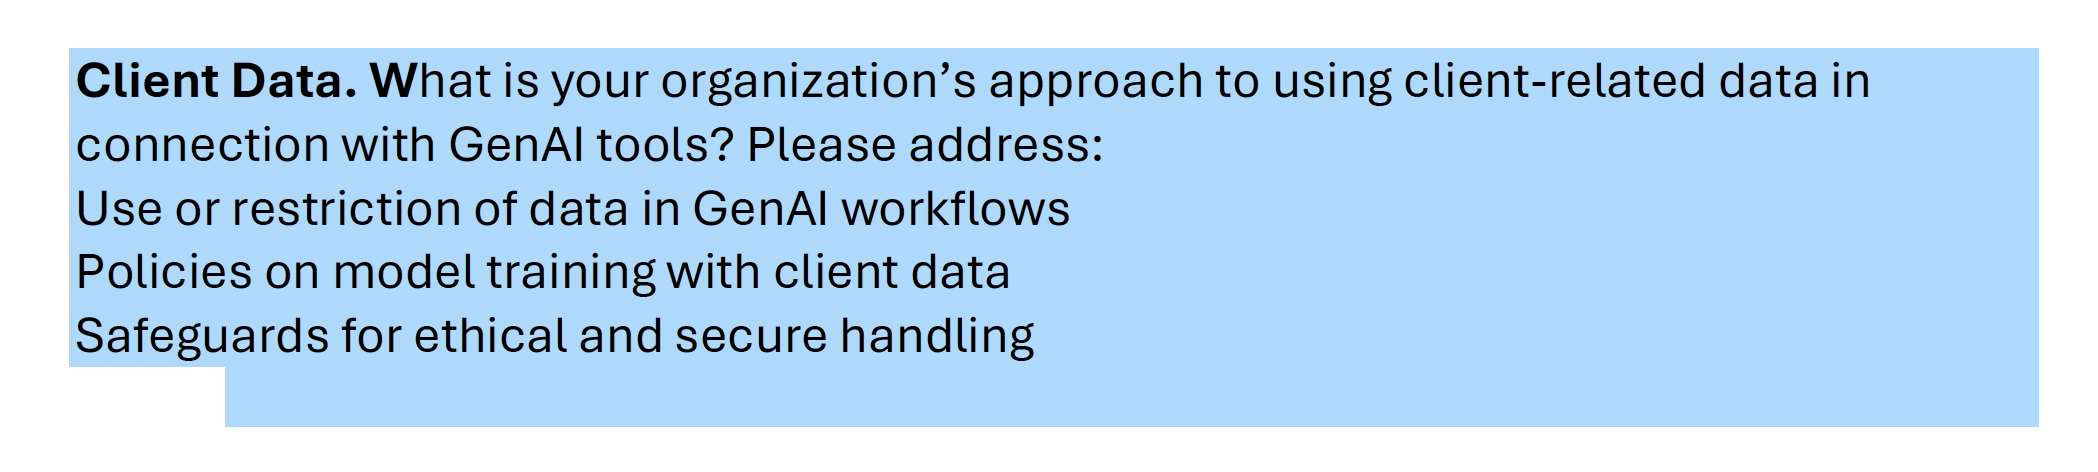 Client Data. What is your organization’s approach to using client-related data in
connection with GenAI tools? Please address:
Use or restriction of data in GenAI workflows
Policies on model training with client data
Safeguards for ethical and secure handling